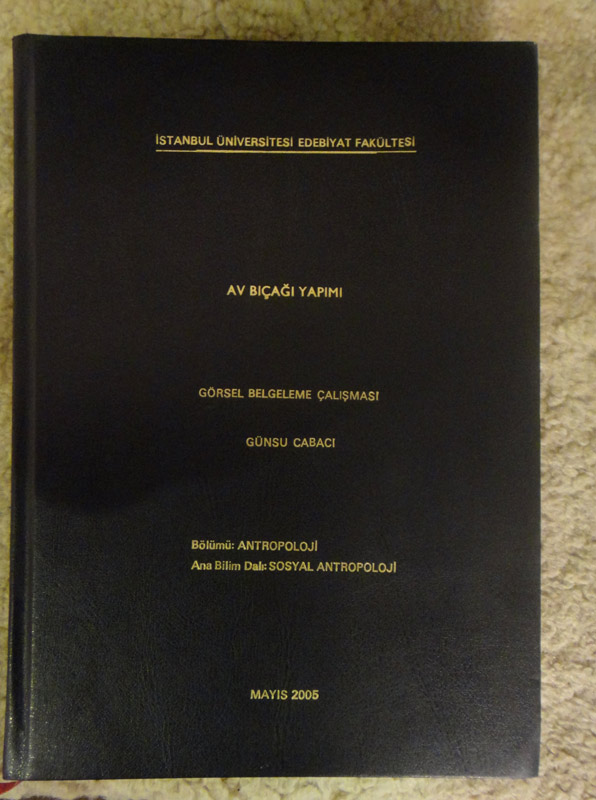 İSTANBUL ÜNİVERSİTESİ EDEBİYAT FAKÜLTESİ
AV BIÇAĞI YAPIMI
GÖRSEL BELGELEME ÇALIŞMASI
GÜNSU CABACI
Bölümü: ANTROPOLOJİ
Ana Bilim Dalı: SOSYAL ANTROPOLOJİ
MAYIS 2005